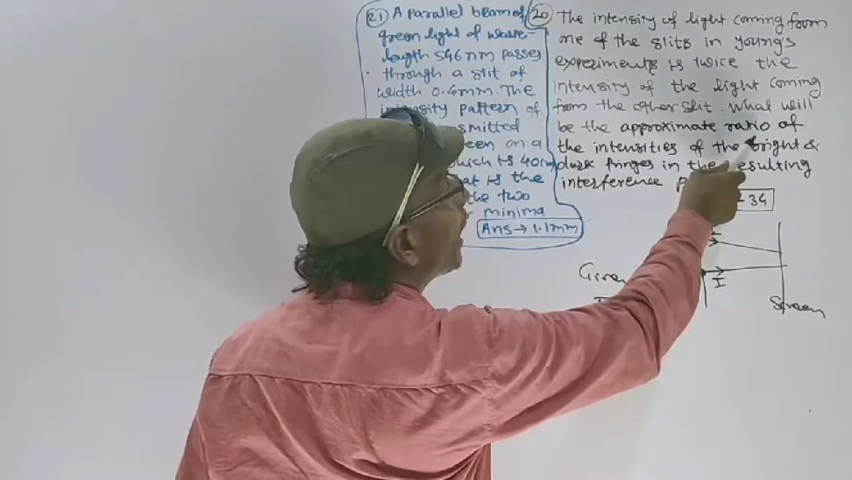 21) A parallel beam of
green light of wave-
length 546 nm passes
through a slit of
width 0.4mm. The
intensity pattern of
smitted
een on a
which is 40cm
at is the
the two
minima
Ans → 1.1mm
20 The intensity of light coming from
one of the slits in young's
experiments is twice the
intensity of the light coming
from the other slit. What will
be the approximate ratio of
the intensities of the bright &
dark fringes in the resulting
interference
34
I
Given
Screen